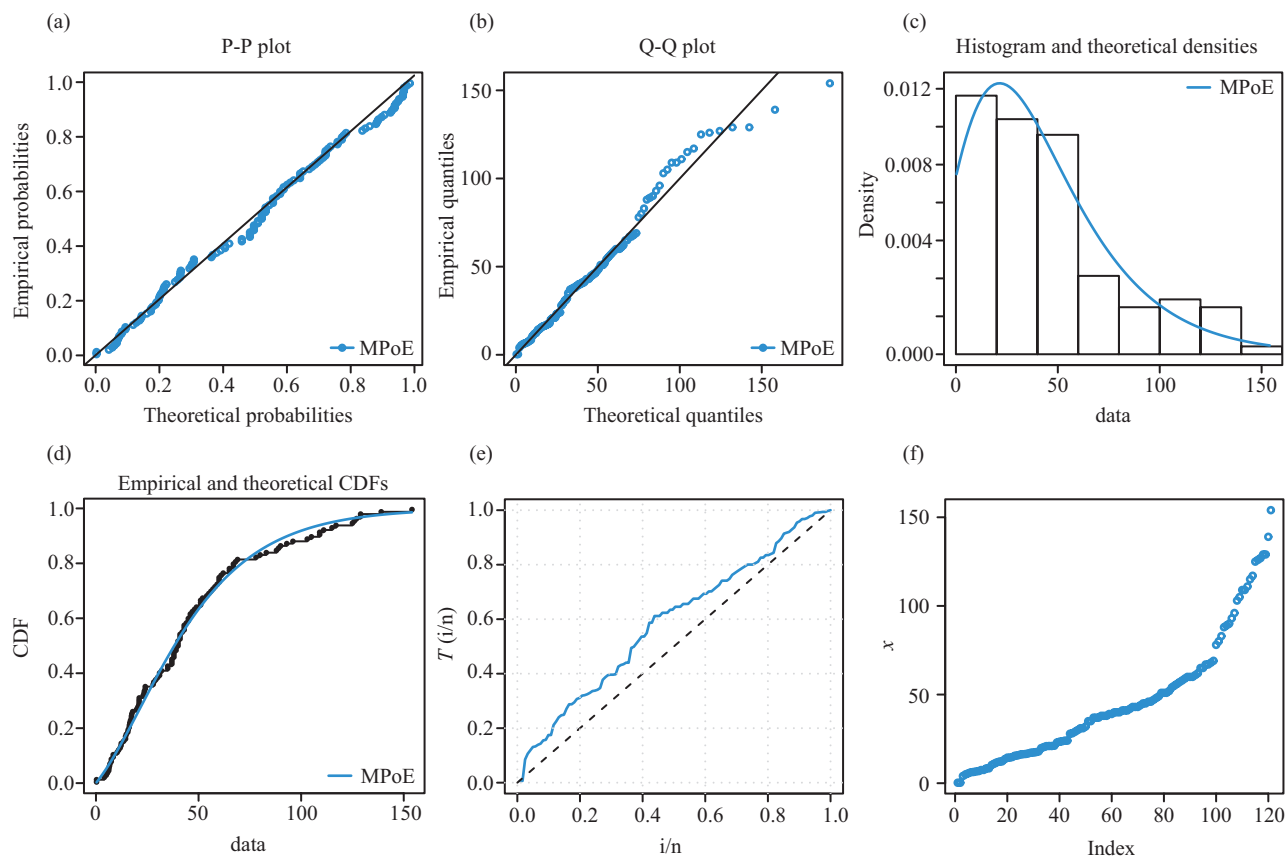 (a)
P-P plot
Empirical probabilities
1.0
0.8
0.6
0.4
0.2
0.0
MPoE
0.0 0.2 0.4 0.6 0.8 1.0
Theoretical probabilities
(b)
Q-Q plot
Empirical quantiles
150
100
50
0
MPoE
0 50 100 150
Theoretical quantiles
(c)
Histogram and theoretical densities
Density
0.012
0.008
0.004
0.000
MPoE
0 50 100 150
data
(d)
Empirical and theoretical CDFs
CDF
1.0
0.8
0.6
0.4
0.2
0.0
MPoE
0.0 50 100 150
data
(e)
T (i/n)
1.0
0.8
0.6
0.4
0.2
0.0
0.0 0.2 0.4 0.6 0.8 1.0
i/n
(f)
x
150
100
50
0
0 20 40 60 80 100 120
Index